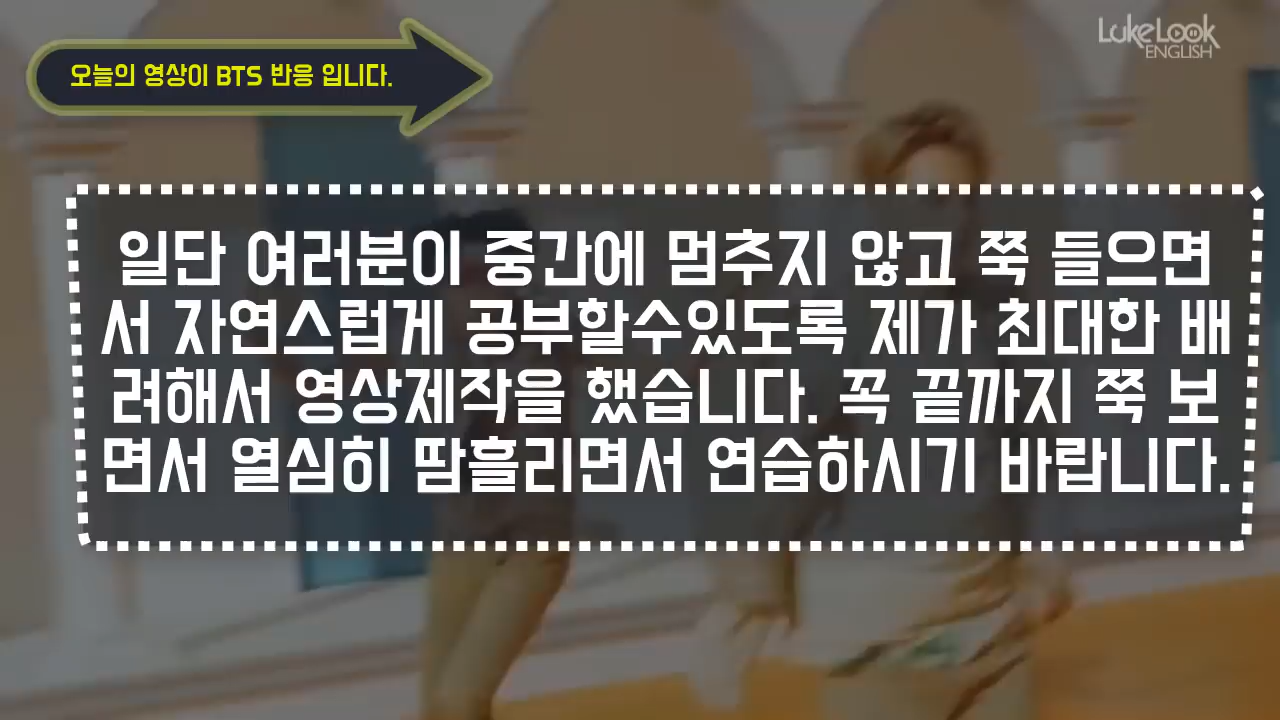 LukeLook
ENGLISH
오늘의 영상이 BTS 반응 입니다.
일단 여러분이 중간에 멈추지 않고 쭉 들으면
서 자연스럽게 공부할수있도록 제가 최대한 배
려해서 영상제작을 했습니다. 꼭 끝까지 쭉 보
면서 열심히 땀흘리면서 연습하시기 바랍니다.